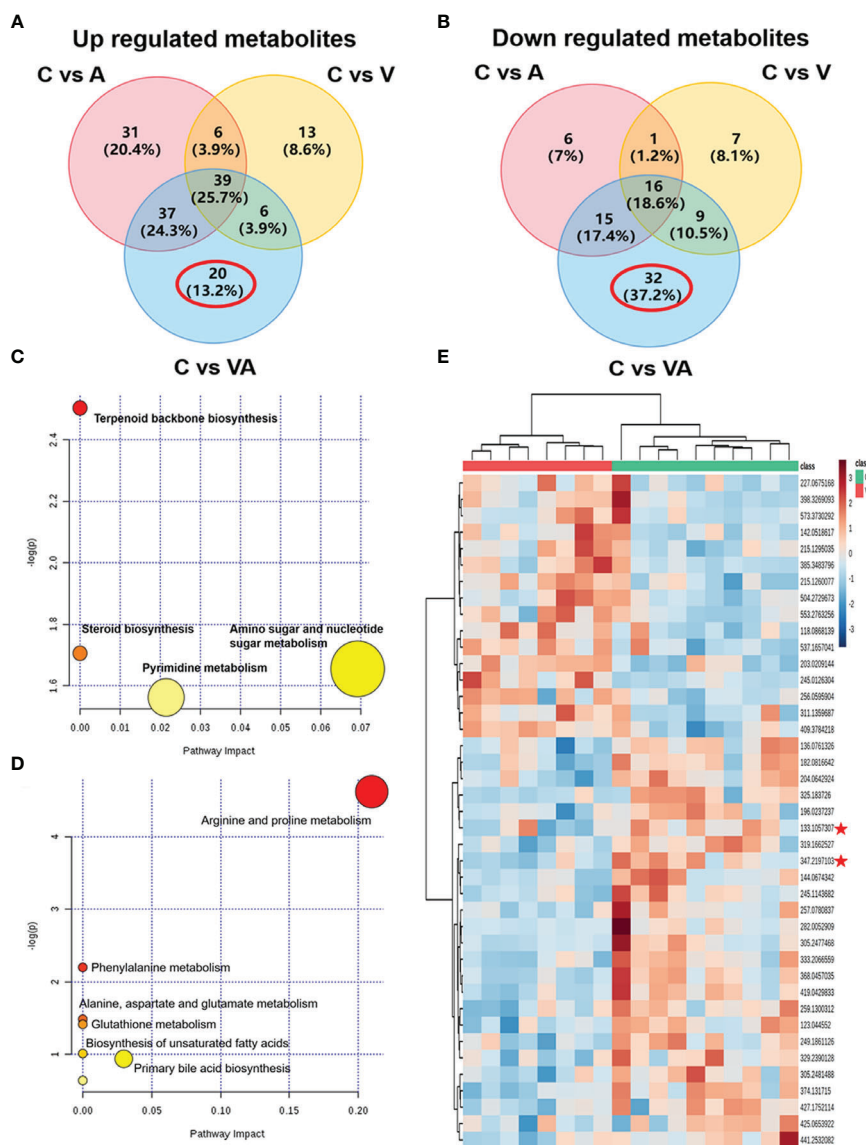 A
Up regulated metabolites
C vs A
C vs V
31
(20.4%)
6
(3.9%)
13
(8.6%)
39
(25.7%)
37
(24.3%)
6
(3.9%)
20
(13.2%)
C vs VA
B
Down regulated metabolites
C vs A
C vs V
6
(7%)
1
(1.2%)
7
(8.1%)
16
(18.6%)
15
(17.4%)
9
(10.5%)
32
(37.2%)
C vs VA
C
Terpenoid backbone biosynthesis
Steroid biosynthesis
Amino sugar and nucleotide
sugar metabolism
Pyrimidine metabolism
-log(p)
2.4
2.2
2.0
1.8
1.6
0.00 0.01 0.02 0.03 0.04 0.05 0.06 0.07
Pathway Impact
D
Arginine and proline metabolism
Phenylalanine metabolism
Alanine, aspartate and glutamate metabolism
Glutathione metabolism
Biosynthesis of unsaturated fatty acids
Primary bile acid biosynthesis
-log(p)
4
3
2
1
0.00 0.05 0.10 0.15 0.20
Pathway Impact
E
class
227.0675168
398.3269093
573.3730292
142.0518617
215.1295035
385.3483796
215.1260077
504.2729673
553.2763256
118.0868139
537.1657041
203.0209144
245.0126304
256.0595904
311.1359687
409.3784218
136.0761326
182.0816642
204.0642924
325.183726
196.0237237
133.1057307
319.1662527
347.2197103
144.0674342
245.1143682
257.0780837
282.0052909
305.2477468
333.2066559
368.0457035
419.0429833
259.1300312
123.044552
249.1861126
329.2390128
305.2481488
374.131715
427.1752114
425.0653922
441.2532082
3
2
1
0
-1
-2
-3
clas